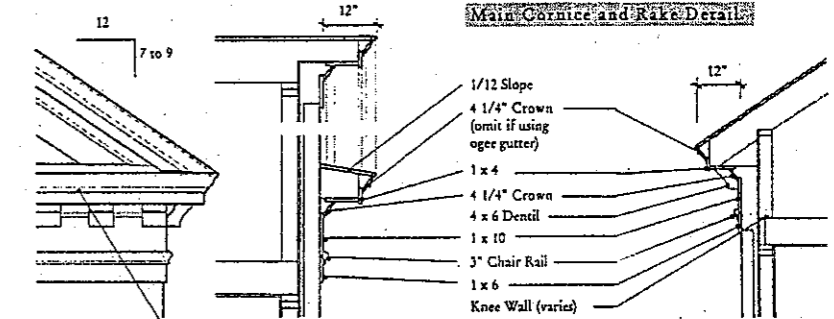 12"
Main Cornice and Rake Detail
12
7 to 9
12"
1/12 Slope
4 1/4" Crown
(omit if using
ogee gutter)
1 x 4
4 1/4" Crown
4 x 6 Dentil
1 x 10
3" Chair Rail
1 x 6
Knee Wall (varies)